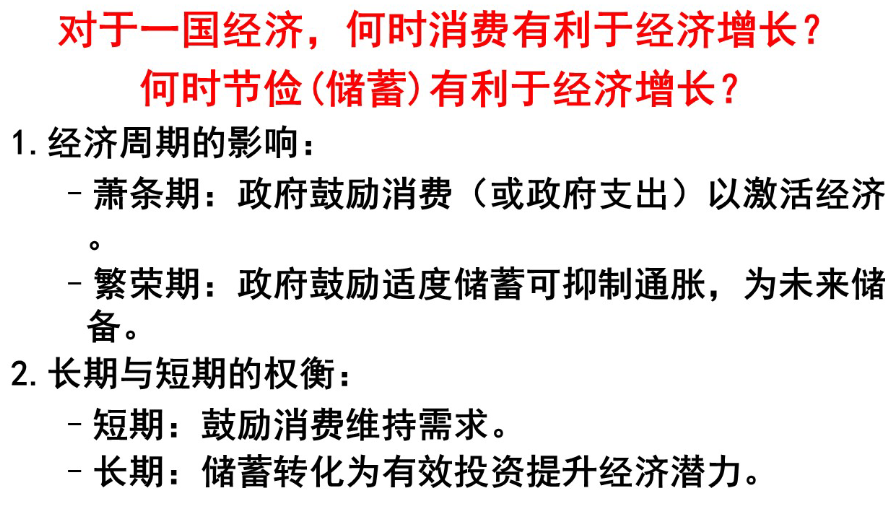 对于一国经济，何时消费有利于经济增长？
何时节俭(储蓄)有利于经济增长？
1.经济周期的影响：
–萧条期：政府鼓励消费（或政府支出）以激活经济
。
–繁荣期：政府鼓励适度储蓄可抑制通胀，为未来储
备。
2.长期与短期的权衡：
–短期：鼓励消费维持需求。
–长期：储蓄转化为有效投资提升经济潜力。